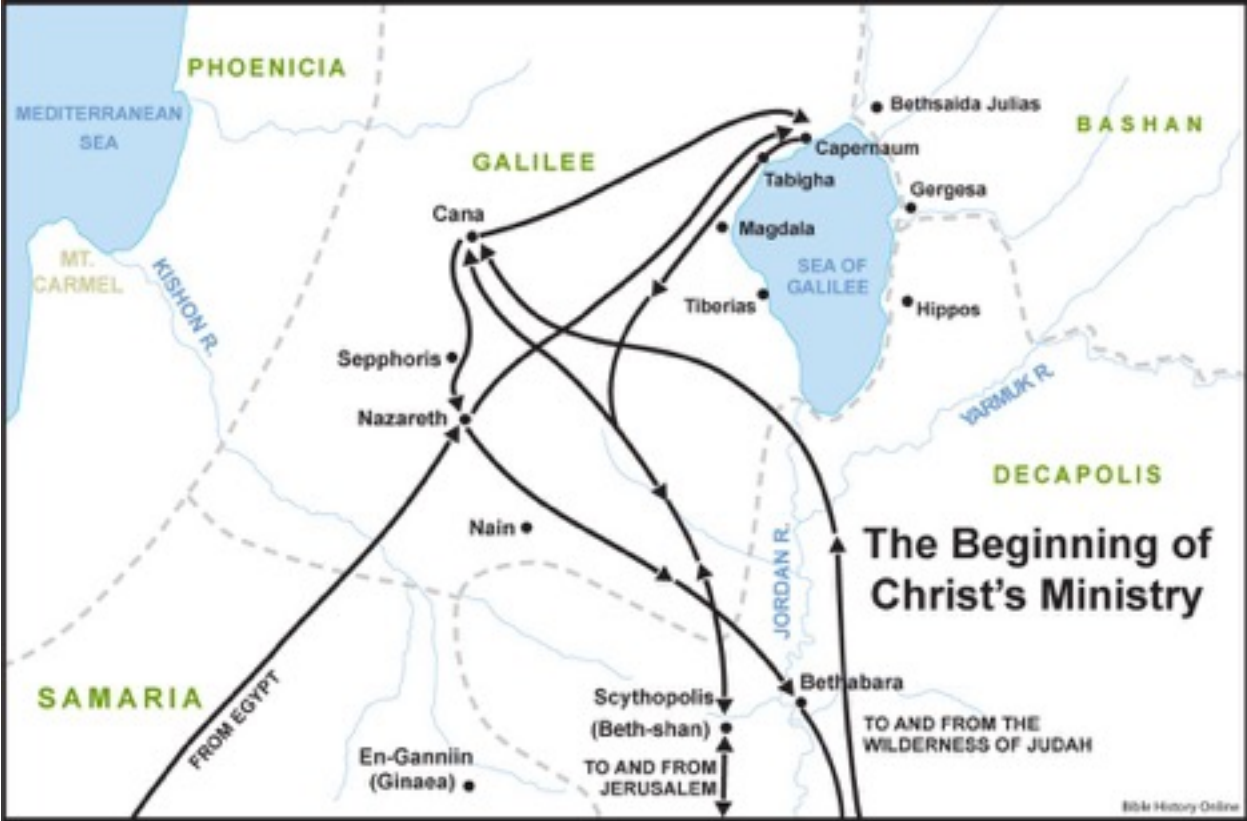 PHOENICIA
MEDITERRANEAN
SEA
Bethsaida Julias
BASHAN
GALILEE
Capernaum
Tabigha
Gergesa
Cana
Magdala
MT.
CARMEL
KISHON R.
SEA OF
GALILEE
Tiberias
Hippos
Sepphoris
YARMUK R.
Nazareth
DECAPOLIS
Nain
JORDAN R.
The Beginning of
Christ's Ministry
SAMARIA
FROM EGYPT
Bethabara
Scythopolis
(Beth-shan)
TO AND FROM THE
WILDERNESS OF JUDAH
En-Ganniin
(Ginaea)
TO AND FROM
JERUSALEM
Bible History Online